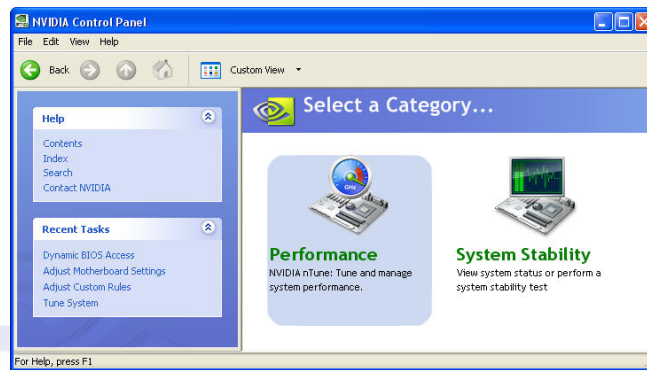 NVIDIA Control Panel
File Edit View Help
Back Custom View
Help
Contents
Index
Search
Contact NVIDIA
Recent Tasks
Dynamic BIOS Access
Adjust Motherboard Settings
Adjust Custom Rules
Tune System
Select a Category...
GHz
Performance
NVIDIA nTune: Tune and manage
system performance.
System Stability
View system status or perform a
system stability test
For Help, press F1